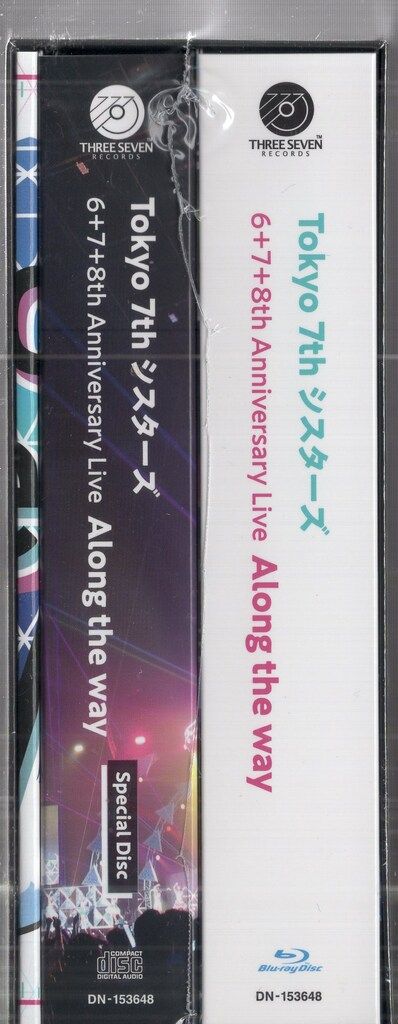 THREE SEVEN
RECORDS
Tokyo 7th シスターズ
6+7+8th Anniversary Live Along the way
Special Disc
COMPACT
disc
DIGITAL AUDIO
DN-153648
THREE SEVEN™
RECORDS
Tokyo 7th シスターズ
6+7+8th Anniversary Live Along the way
Blu-ray Disc
DN-153648